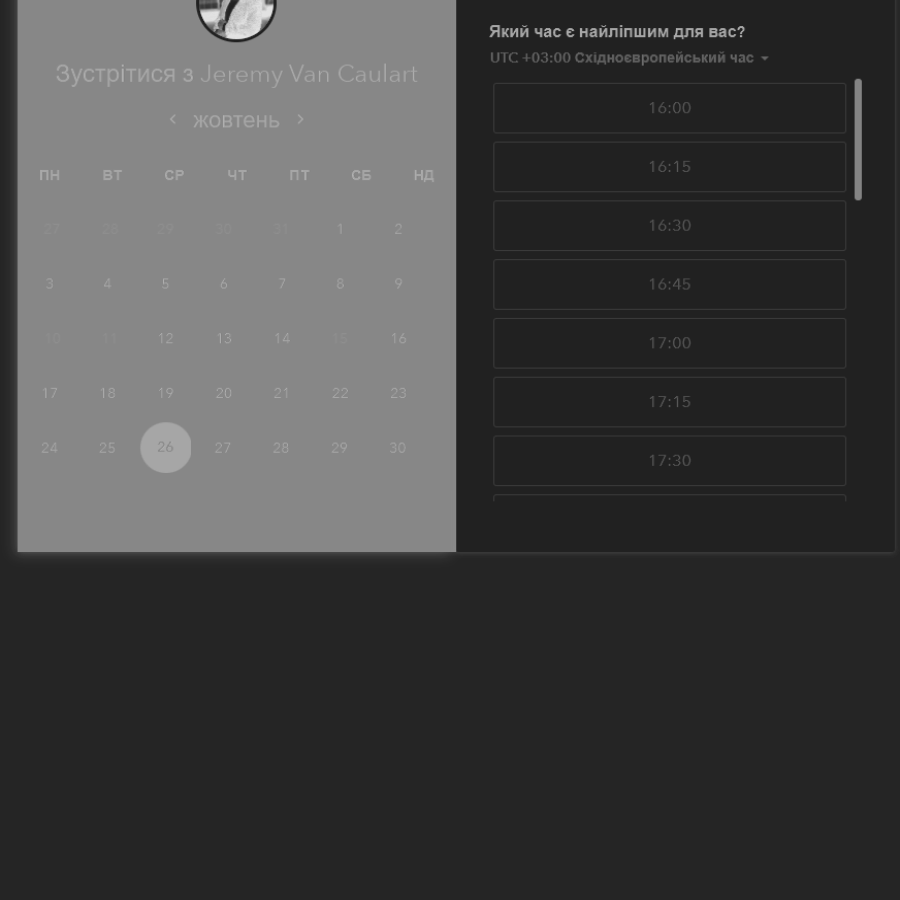 Зустрітися з Jeremy Van Caulart
жовтень
ПН ВТ СР ЧТ ПТ СБ НД
27 28 29 30 31 1 2
3 4 5 6 7 8 9
10 11 12 13 14 15 16
17 18 19 20 21 22 23
24 25 26 27 28 29 30
Який час є найліпшим для вас?
UTC +03:00 Східноєвропейський час
16:00
16:15
16:30
16:45
17:00
17:15
17:30